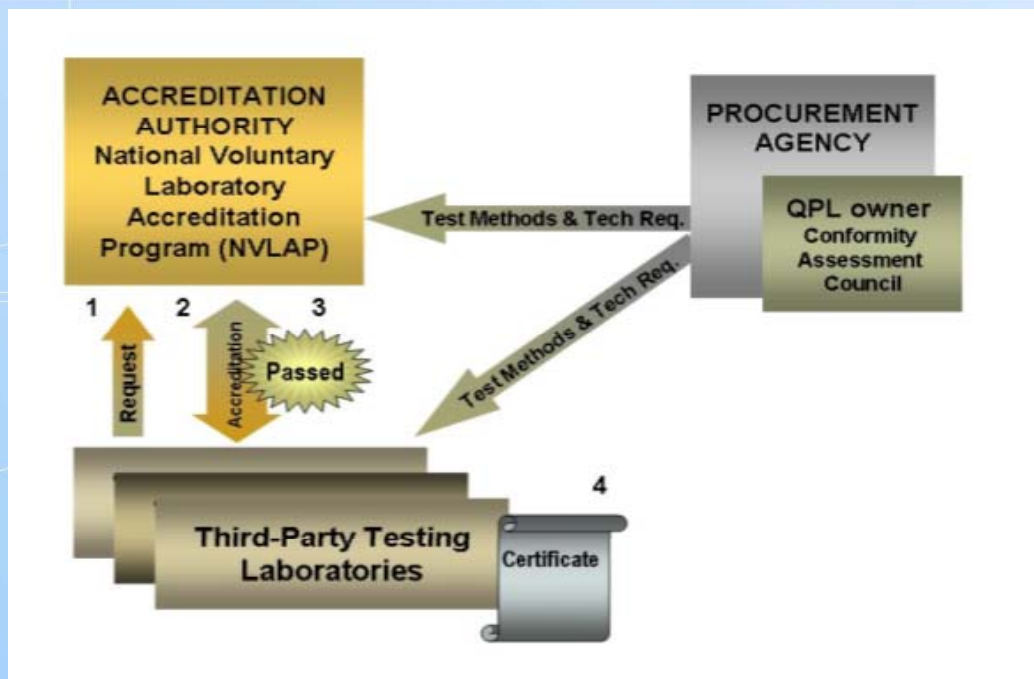 ACCREDITATION
AUTHORITY
National Voluntary
Laboratory
Accreditation
Program (NVLAP)
PROCUREMENT
AGENCY
QPL owner
Conformity
Assessment
Council
Test Methods & Tech Req.
Test Methods & Tech Req.
1
2
3
Request
Accreditation
Passed
4
Third-Party Testing
Laboratories
Certificate